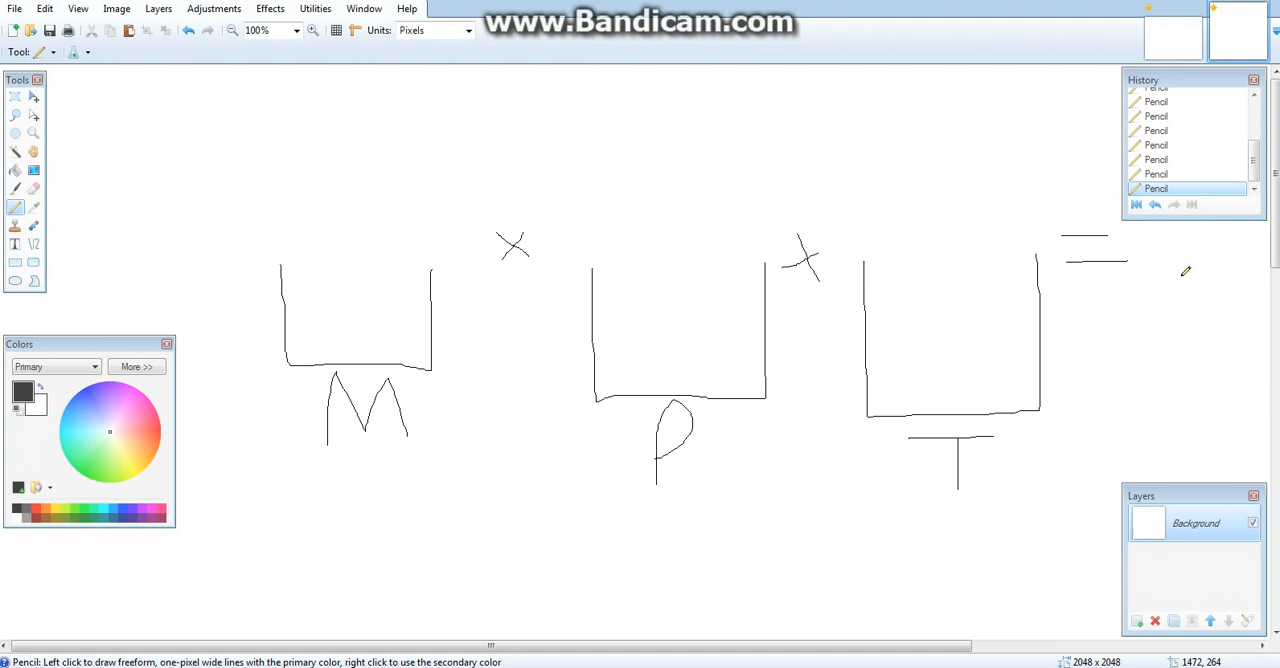 File Edit View Image Layers Adjustments Effects Utilities Window Help
www.Bandicam.com
100% Units: Pixels
Tool:
Tools
History
Pencil
Pencil
Pencil
Pencil
Pencil
Pencil
Pencil
Pencil
× × =
M P T
Colors
Primary More >>
Layers
Background
Pencil: Left click to draw freeform, one-pixel wide lines with the primary color, right click to use the secondary color 2048 x 2048 1472, 264